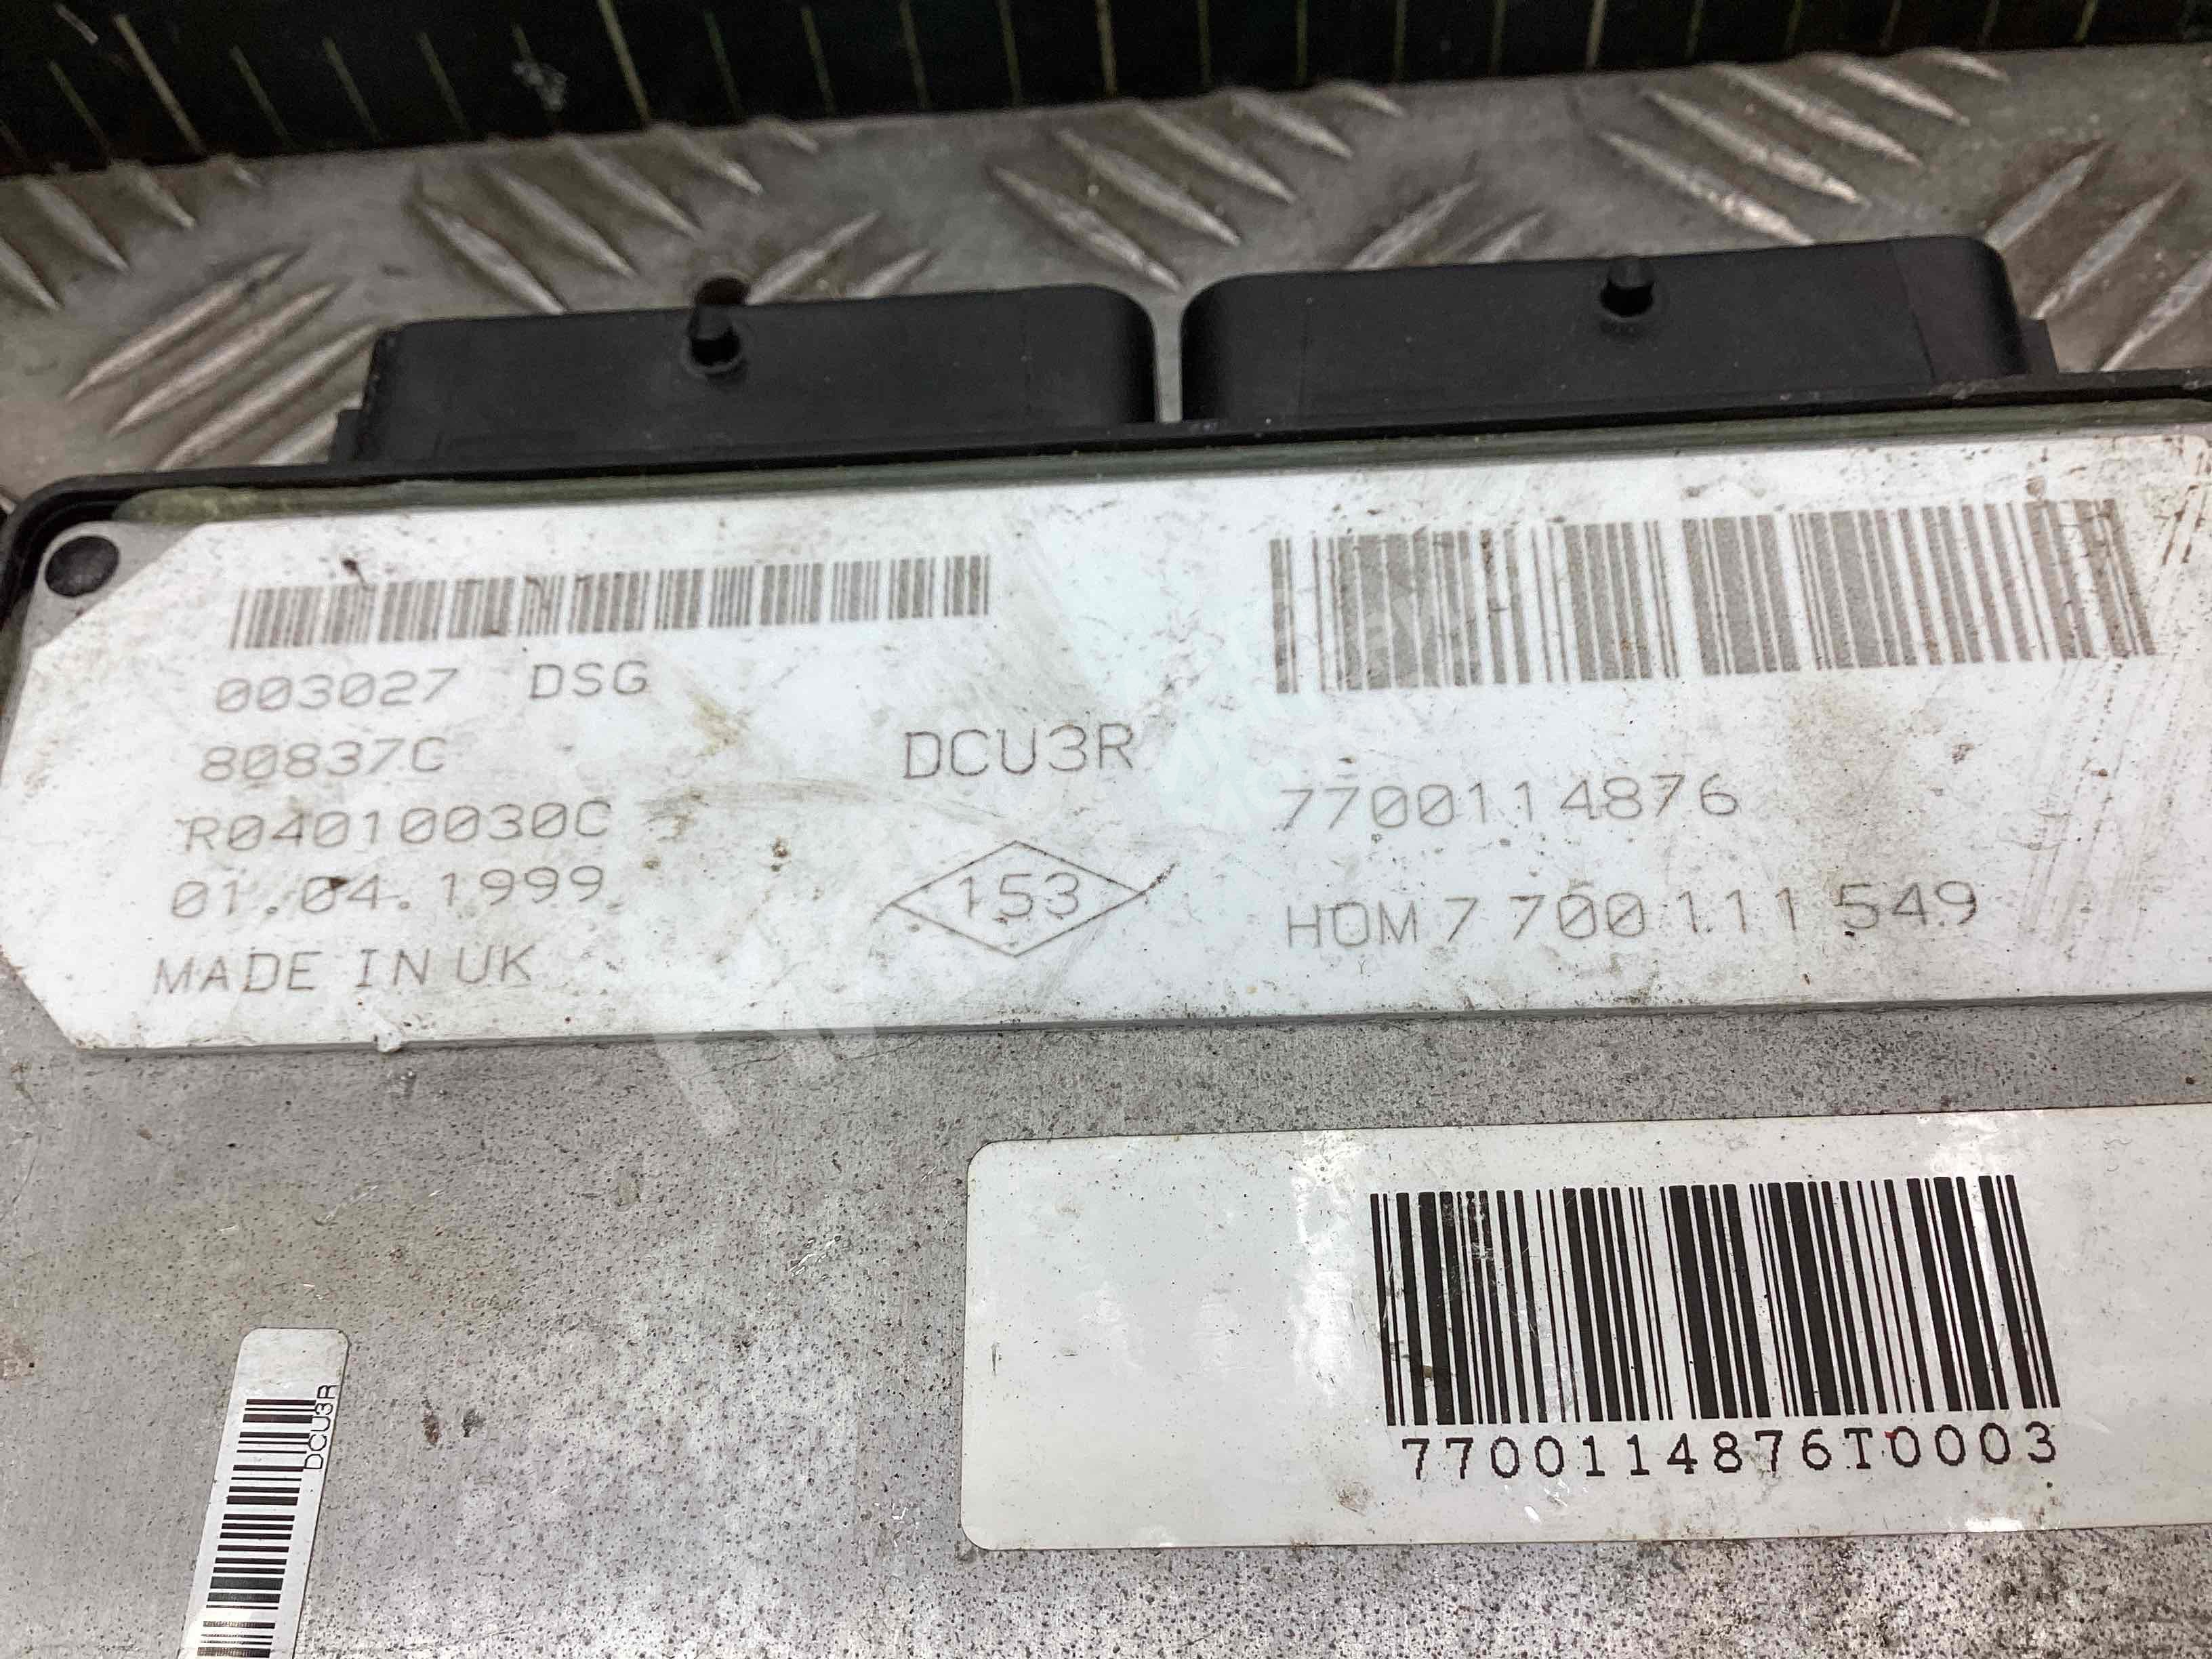 003027 DSG
80837C
R04010030C
01.04.1999
MADE IN UK
DCU3R
153
7700114876
HOM 7 700 111 549
7700114876T0003
DCU3R